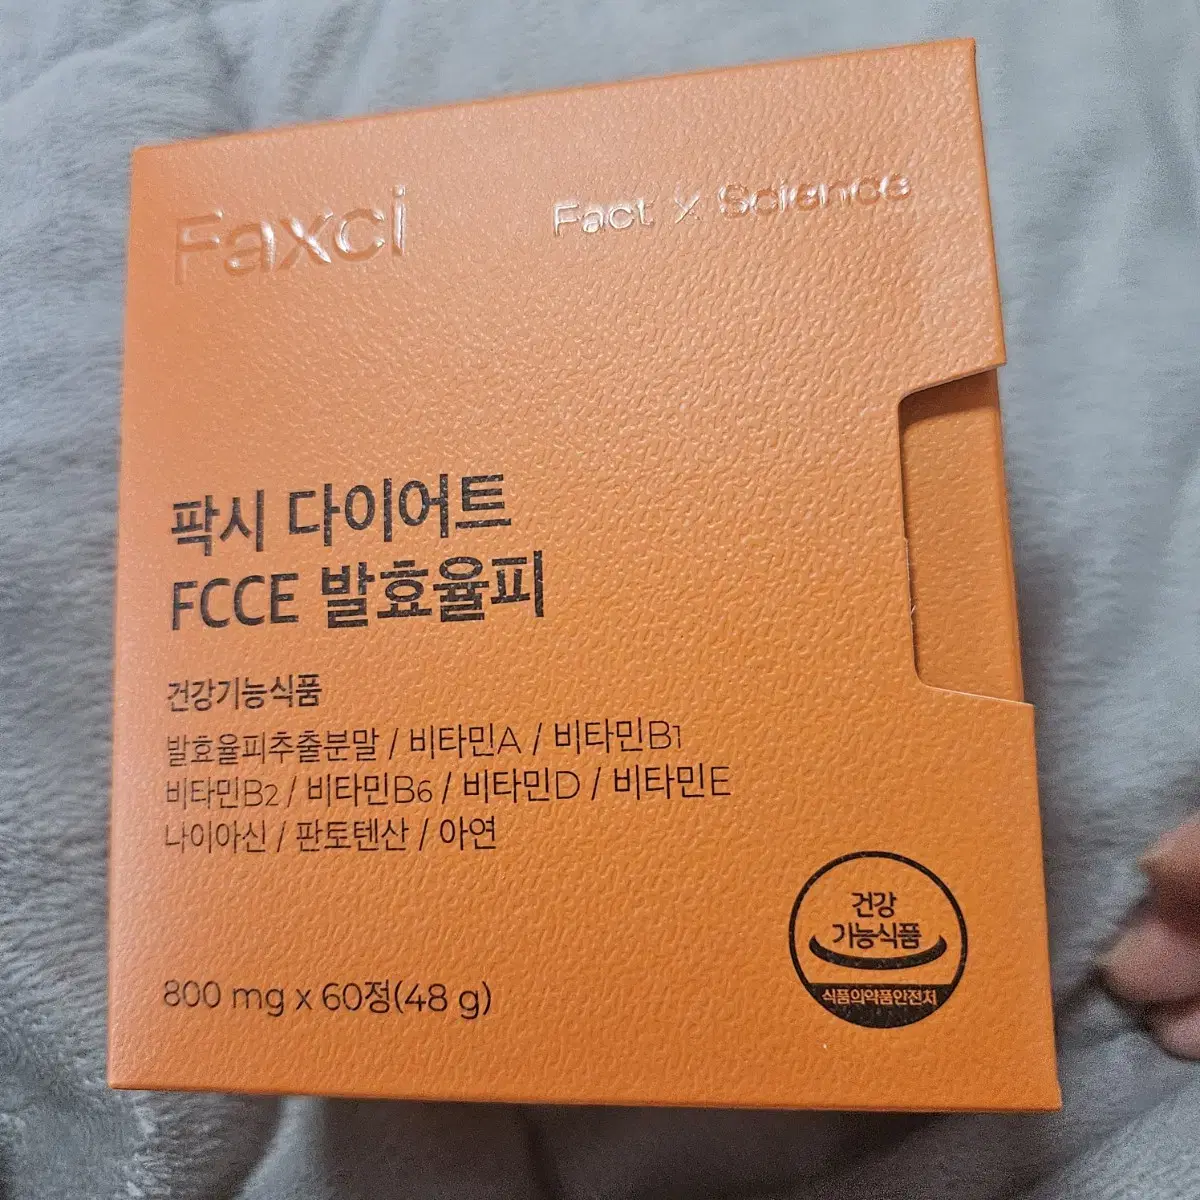 Faxci
Fact x Science
팍시 다이어트
FCCE 발효율피
건강기능식품
발효율피추출분말 / 비타민A / 비타민B1
비타민B2 / 비타민B6 / 비타민D / 비타민E
나이아신 / 판토텐산 / 아연
800 mg x 60정(48 g)
건강
기능식품
식품의약품안전처